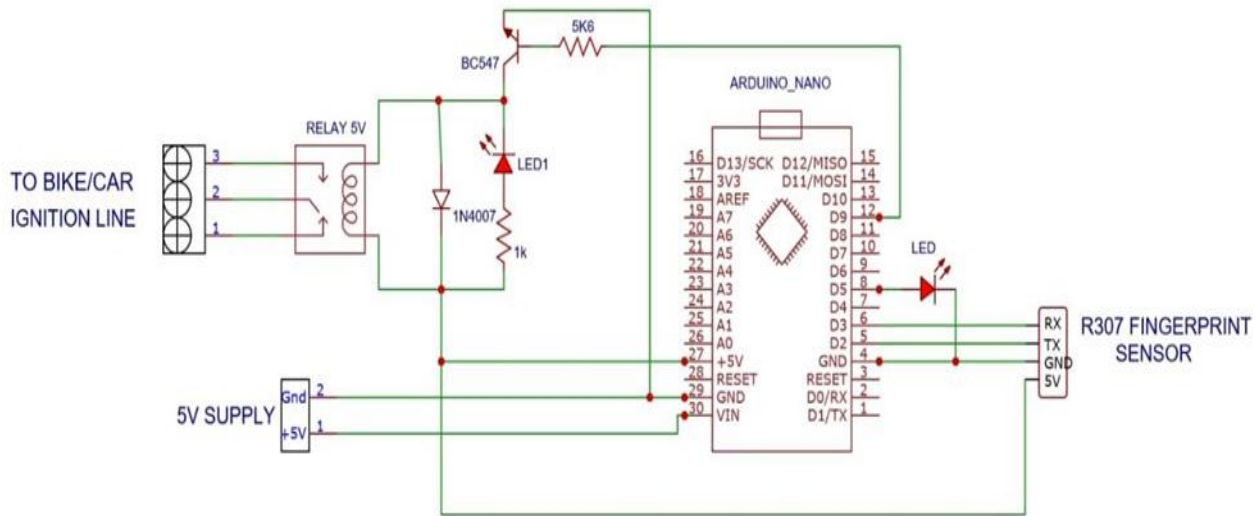 5K6
BC547
ARDUINO_NANO
RELAY 5V
TO BIKE/CAR
IGNITION LINE
3
2
1
LED1
1N4007
1k
16 D13/SCK D12/MISO 15
17 3V3 D11/MOSI 14
18 AREF D10 13
19 A7 D9 12
20 A6 D8 11
21 A5 D7 10
22 A4 D6 9
23 A3 D5 8
24 A2 D4 7
25 A1 D3 6
26 A0 D2 5
27 +5V GND 4
28 RESET RESET 3
29 GND D0/RX 2
30 VIN D1/TX 1
LED
RX
TX
GND
5V
R307 FINGERPRINT
SENSOR
5V SUPPLY
Gnd 2
+5V 1